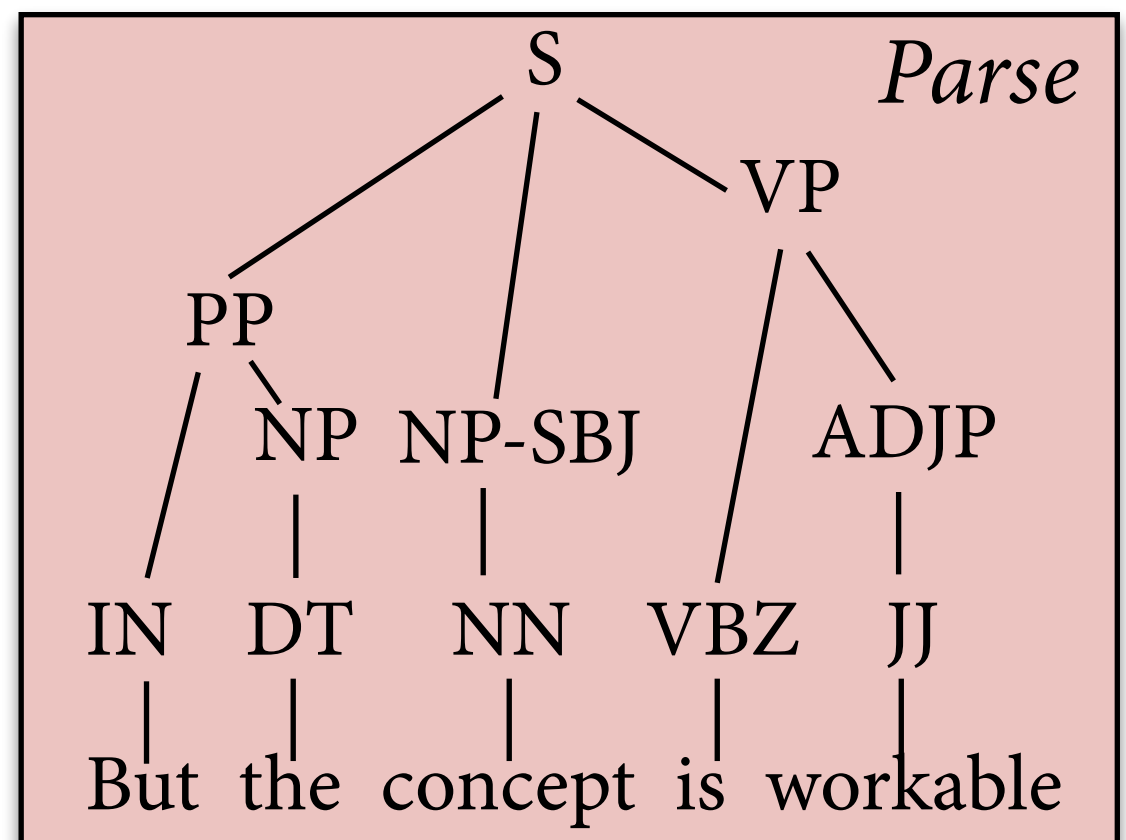 S
Parse
VP
PP
NP NP-SBJ ADJP
IN DT NN VBZ JJ
But the concept is workable